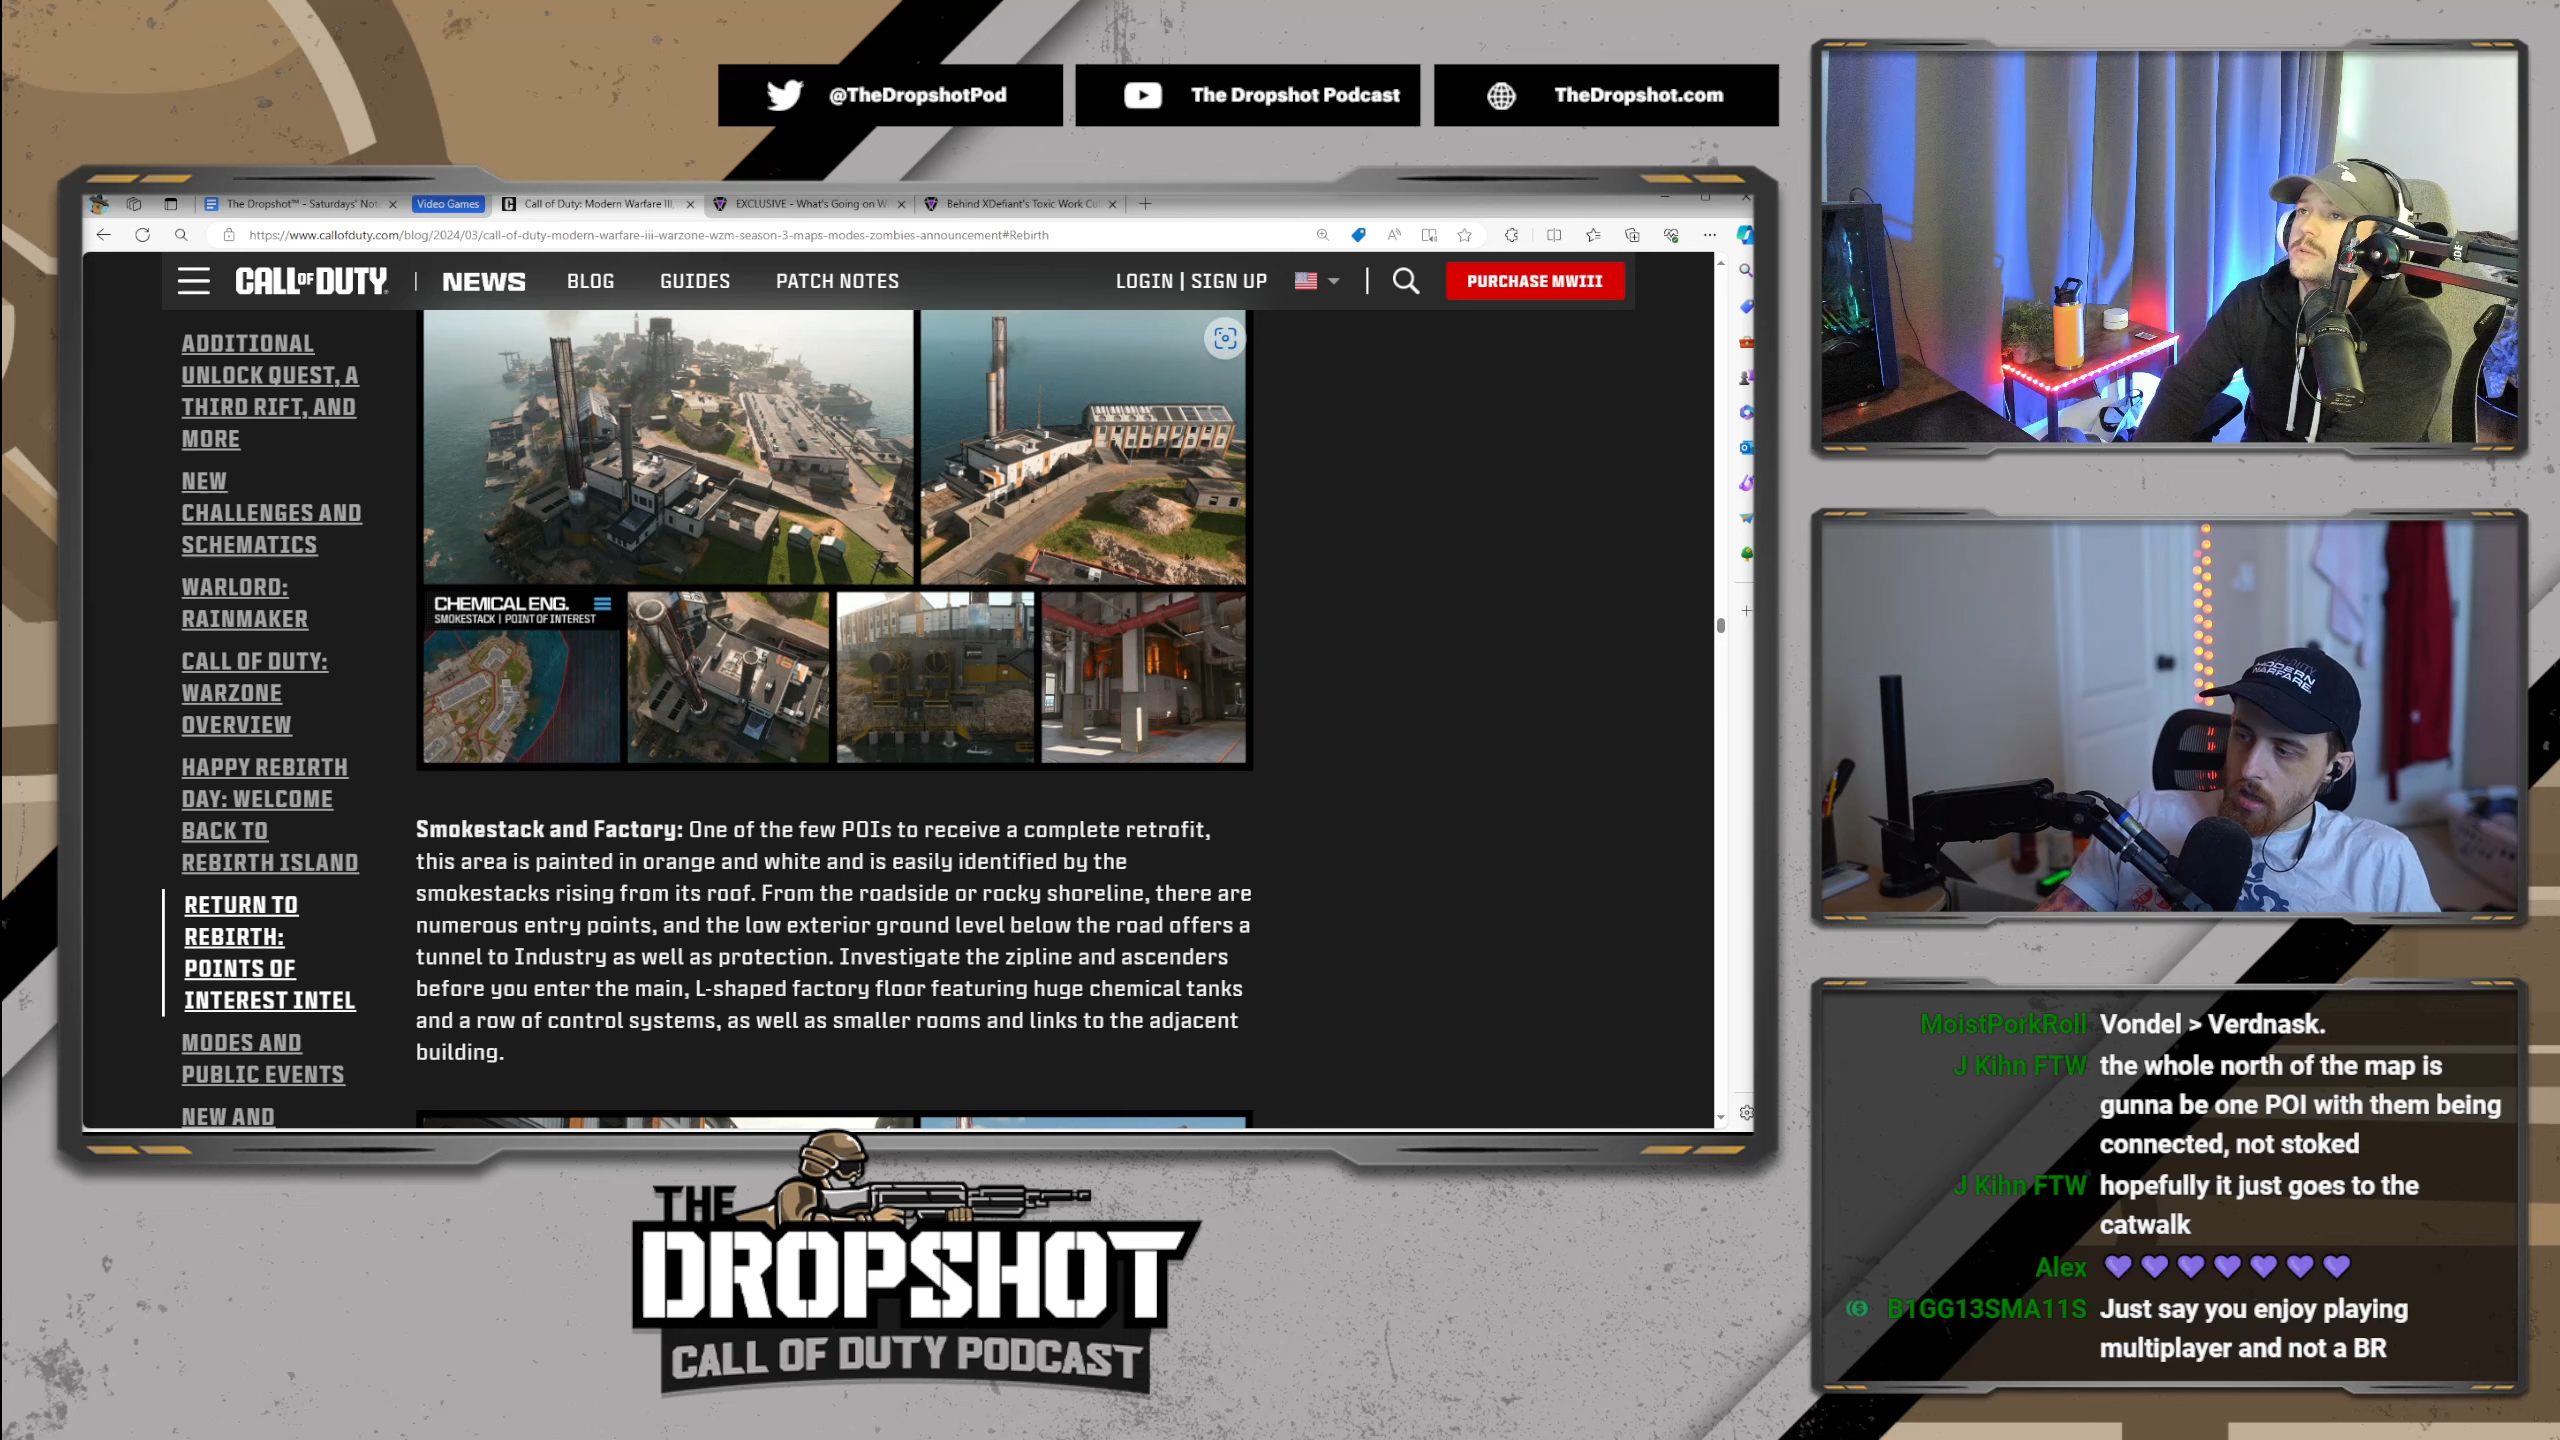 @TheDropshotPod
The Dropshot Podcast
TheDropshot.com
The Dropshot™ - Saturdays' Not
Video Games
Call of Duty: Modern Warfare III,
EXCLUSIVE - What's Going on W
Behind XDefiant's Toxic Work Cu
https://www.callofduty.com/blog/2024/03/call-of-duty-modern-warfare-iii-warzone-wzm-season-3-maps-modes-zombies-announcement#Rebirth
CALL OF DUTY
NEWS
BLOG
GUIDES
PATCH NOTES
LOGIN | SIGN UP
PURCHASE MWIII
ADDITIONAL
UNLOCK QUEST, A
THIRD RIFT, AND
MORE
NEW
CHALLENGES AND
SCHEMATICS
WARLORD:
RAINMAKER
CALL OF DUTY:
WARZONE
OVERVIEW
HAPPY REBIRTH
DAY: WELCOME
BACK TO
REBIRTH ISLAND
RETURN TO
REBIRTH:
POINTS OF
INTEREST INTEL
MODES AND
PUBLIC EVENTS
NEW AND
CHEMICAL ENG.
SMOKESTACK | POINT OF INTEREST
Smokestack and Factory: One of the few POIs to receive a complete retrofit,
this area is painted in orange and white and is easily identified by the
smokestacks rising from its roof. From the roadside or rocky shoreline, there are
numerous entry points, and the low exterior ground level below the road offers a
tunnel to Industry as well as protection. Investigate the zipline and ascenders
before you enter the main, L-shaped factory floor featuring huge chemical tanks
and a row of control systems, as well as smaller rooms and links to the adjacent
building.
MODERN
WARFARE
MoistPorkRoll Vondel > Verdnask.
J Kihn FTW the whole north of the map is
gunna be one POI with them being
connected, not stoked
J Kihn FTW hopefully it just goes to the
catwalk
Alex 💜💜💜💜💜💜💜
B1GG13SMA11S Just say you enjoy playing
multiplayer and not a BR
THE
DROPSHOT
CALL OF DUTY PODCAST